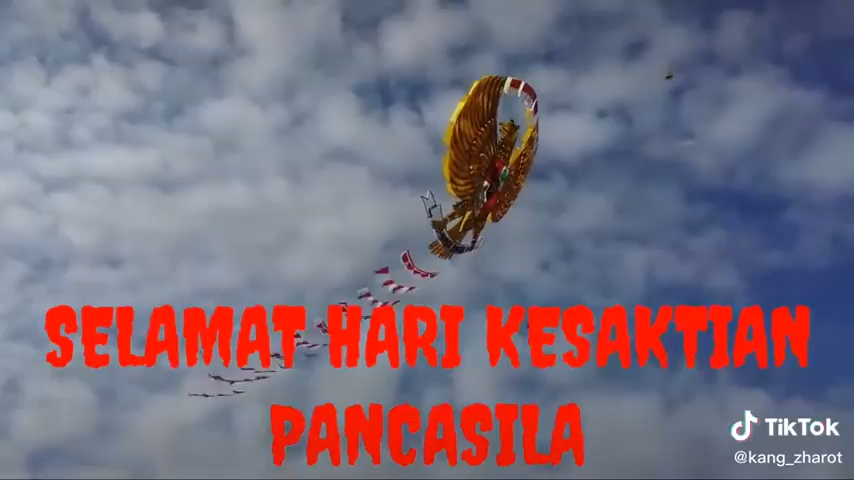 SELAMAT HARI KESAKTIAN
PANCASILA
TikTok
@kang_zharot